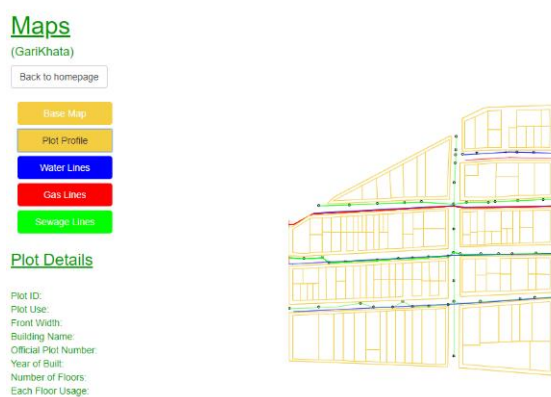 Maps
(GariKhata)
Back to homepage
Base Map
Plot Profile
Water Lines
Gas Lines
Sewage Lines
Plot Details
Plot ID:
Plot Use:
Front Width:
Building Name:
Official Plot Number:
Year of Built:
Number of Floors:
Each Floor Usage: